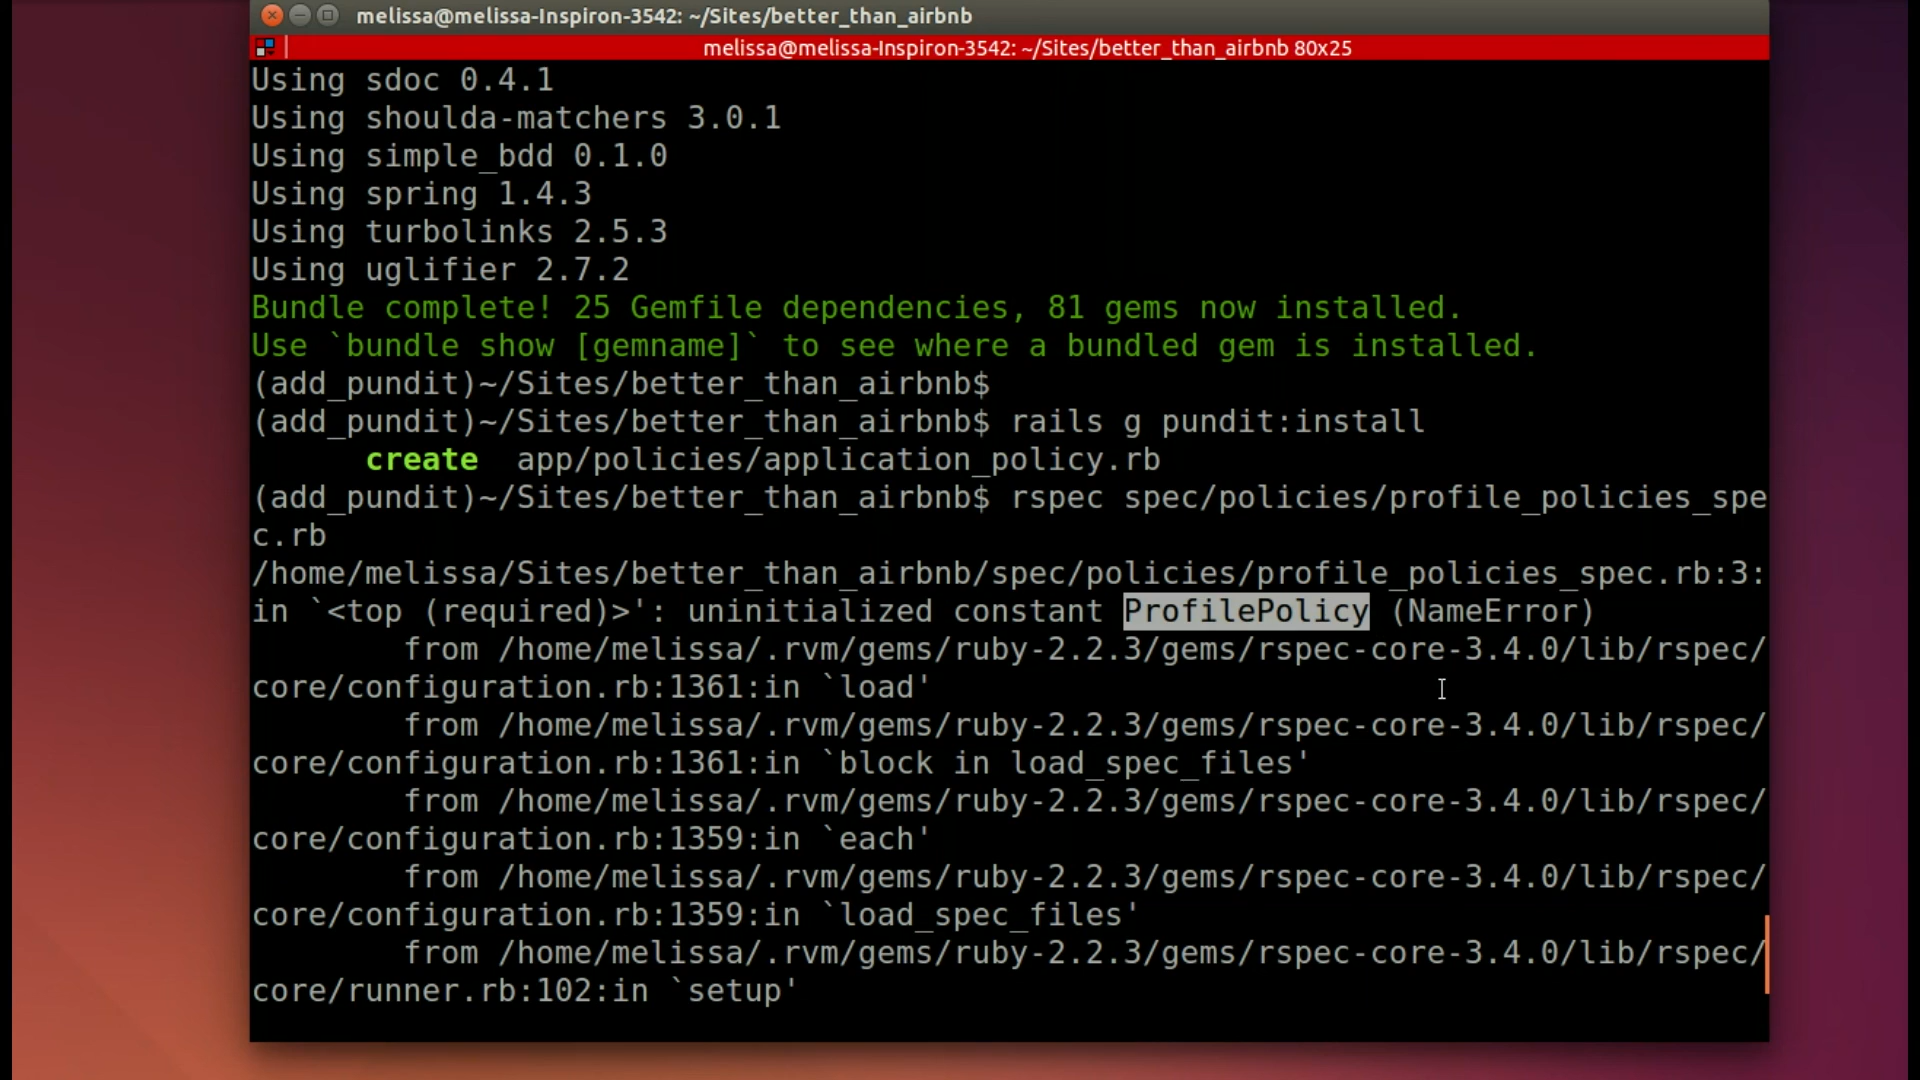 melissa@melissa-Inspiron-3542: ~/Sites/better_than_airbnb
melissa@melissa-Inspiron-3542: ~/Sites/better_than_airbnb 80x25
Using sdoc 0.4.1
Using shoulda-matchers 3.0.1
Using simple_bdd 0.1.0
Using spring 1.4.3
Using turbolinks 2.5.3
Using uglifier 2.7.2
Bundle complete! 25 Gemfile dependencies, 81 gems now installed.
Use `bundle show [gemname]` to see where a bundled gem is installed.
(add_pundit)~/Sites/better_than_airbnb$
(add_pundit)~/Sites/better_than_airbnb$ rails g pundit:install
create  app/policies/application_policy.rb
(add_pundit)~/Sites/better_than_airbnb$ rspec spec/policies/profile_policies_spe
c.rb
/home/melissa/Sites/better_than_airbnb/spec/policies/profile_policies_spec.rb:3:
in `<top (required)>': uninitialized constant ProfilePolicy (NameError)
from /home/melissa/.rvm/gems/ruby-2.2.3/gems/rspec-core-3.4.0/lib/rspec/
core/configuration.rb:1361:in `load'
from /home/melissa/.rvm/gems/ruby-2.2.3/gems/rspec-core-3.4.0/lib/rspec/
core/configuration.rb:1361:in `block in load_spec_files'
from /home/melissa/.rvm/gems/ruby-2.2.3/gems/rspec-core-3.4.0/lib/rspec/
core/configuration.rb:1359:in `each'
from /home/melissa/.rvm/gems/ruby-2.2.3/gems/rspec-core-3.4.0/lib/rspec/
core/configuration.rb:1359:in `load_spec_files'
from /home/melissa/.rvm/gems/ruby-2.2.3/gems/rspec-core-3.4.0/lib/rspec/
core/runner.rb:102:in `setup'